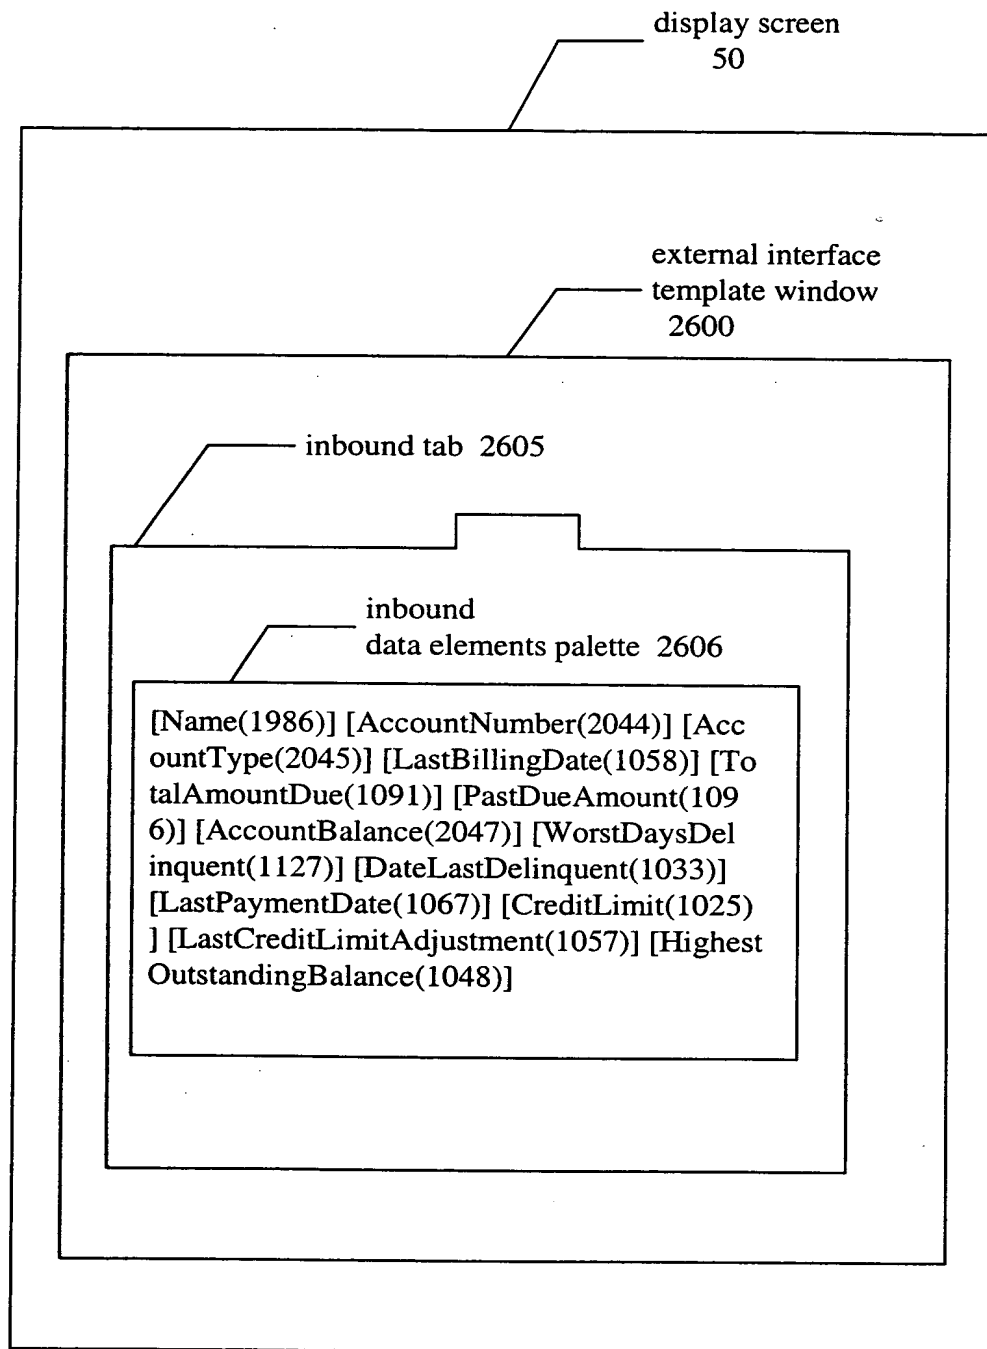 display screen
50
external interface
template window
2600
inbound tab 2605
inbound
data elements palette 2606
[Name(1986)] [AccountNumber(2044)] [Acc
ountType(2045)] [LastBillingDate(1058)] [To
talAmountDue(1091)] [PastDueAmount(109
6)] [AccountBalance(2047)] [WorstDaysDel
inquent(1127)] [DateLastDelinquent(1033)]
[LastPaymentDate(1067)] [CreditLimit(1025)
] [LastCreditLimitAdjustment(1057)] [Highest
OutstandingBalance(1048)]